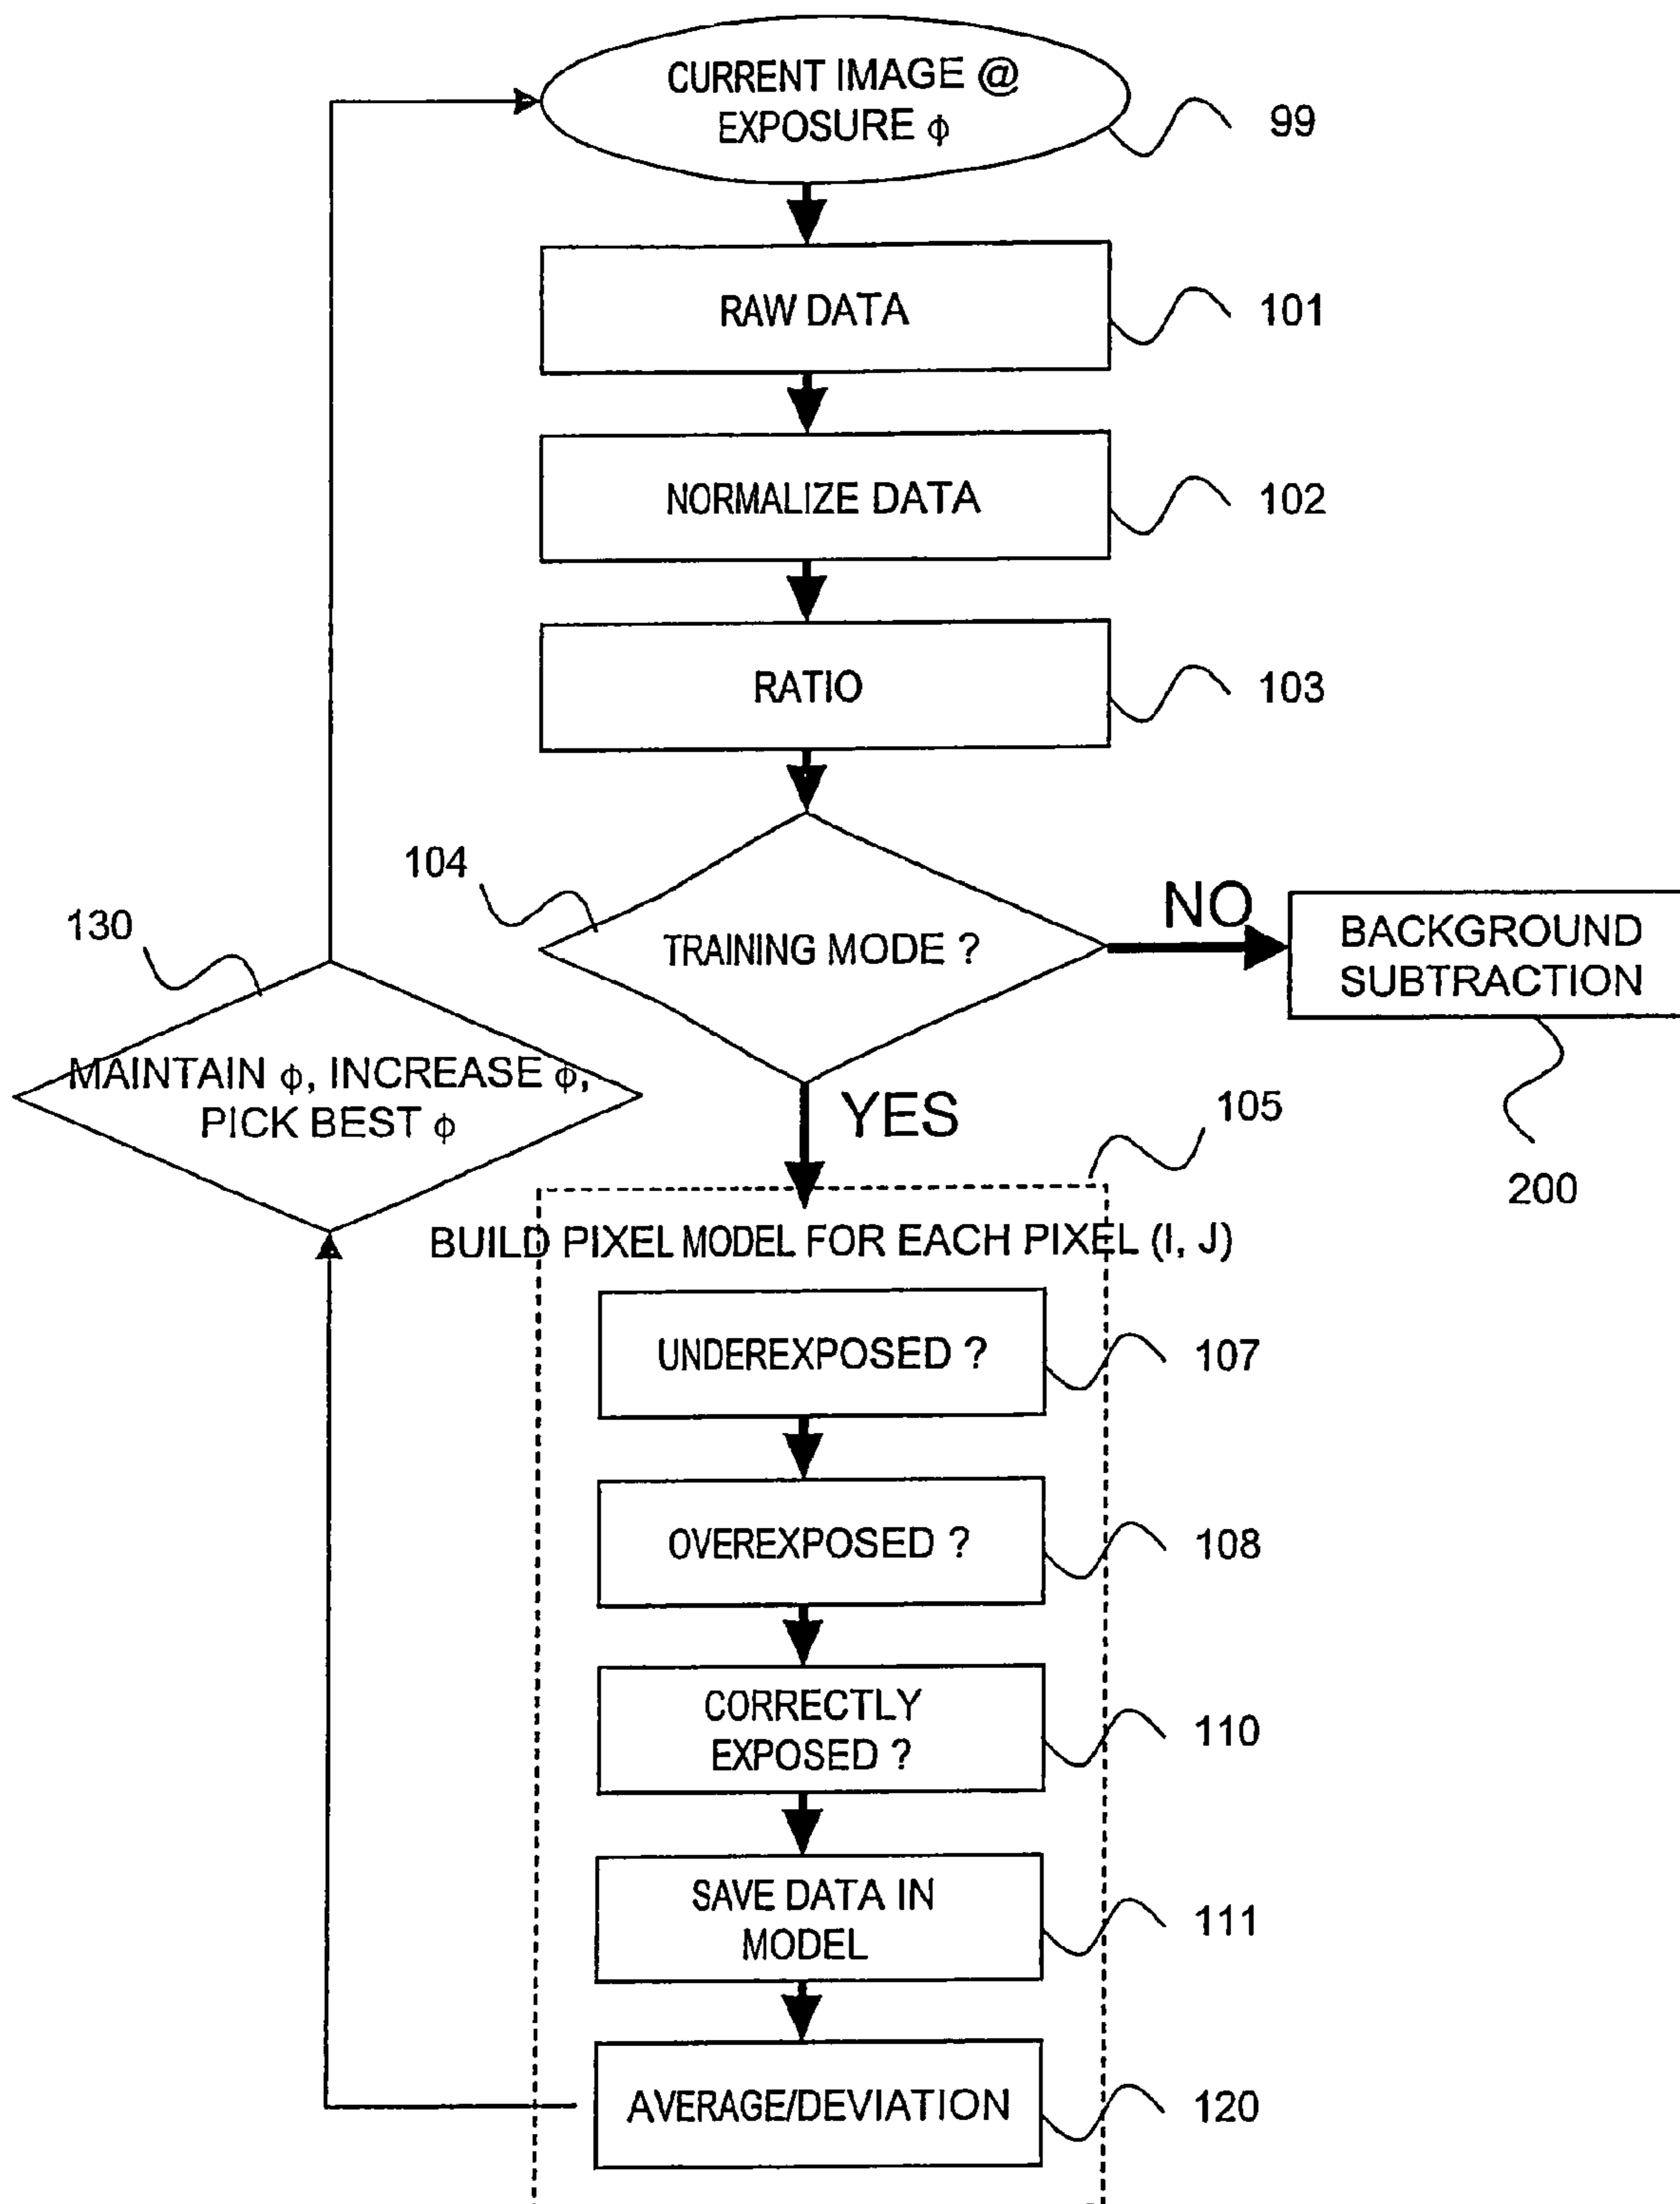 CURRENT IMAGE @
EXPOSURE ϕ
99
RAW DATA
101
NORMALIZE DATA
102
RATIO
103
104
TRAINING MODE ?
NO
BACKGROUND
SUBTRACTION
200
130
MAINTAIN ϕ, INCREASE ϕ,
PICK BEST ϕ
YES
105
BUILD PIXEL MODEL FOR EACH PIXEL (I, J)
UNDEREXPOSED ?
107
OVEREXPOSED ?
108
CORRECTLY
EXPOSED ?
110
SAVE DATA IN
MODEL
111
AVERAGE/DEVIATION
120